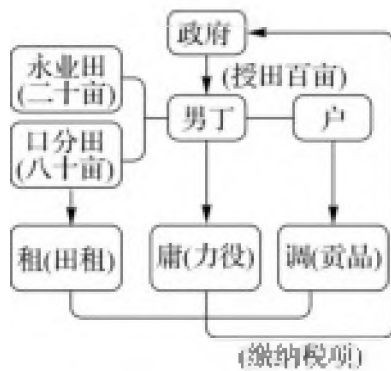 政府
(授田百亩)
永业田
(二十亩)
男丁
户
口分田
(八十亩)
租(田租)
庸(力役)
调(贡品)
(缴纳税项)